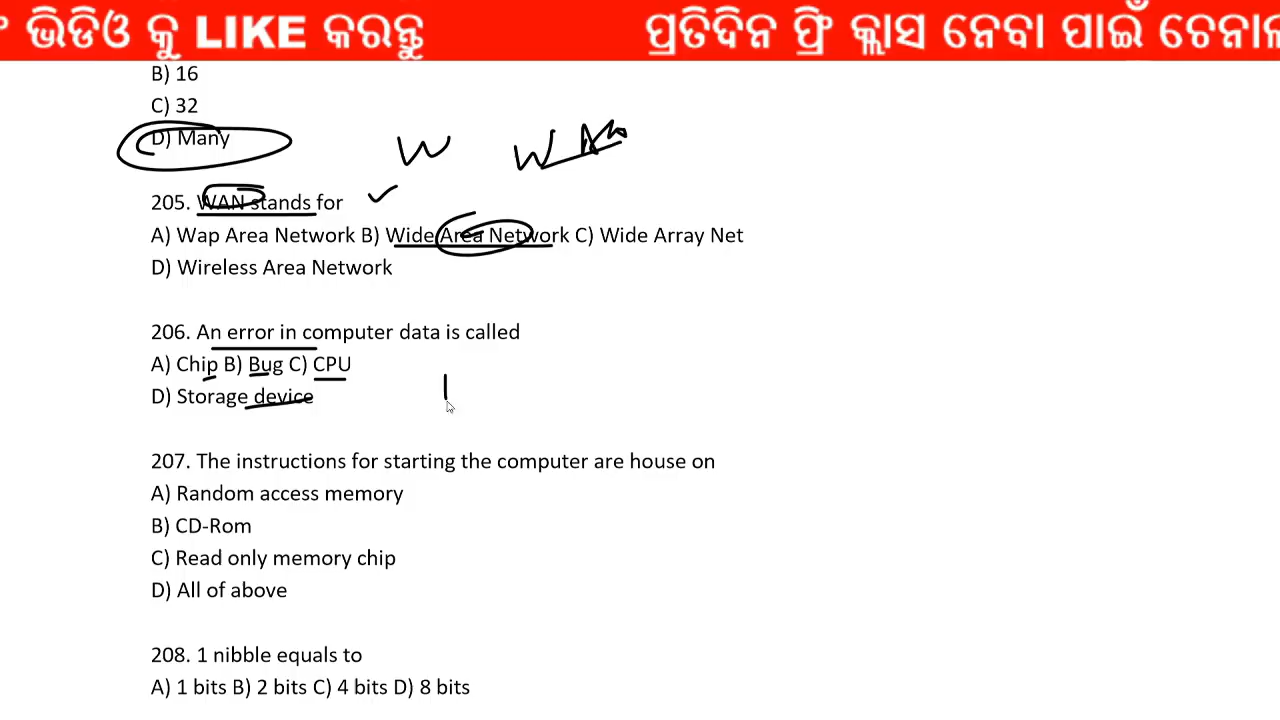 ଭିଡିଓ କୁ LIKE କରନ୍ତୁ ପ୍ରତିଦିନ ଫ୍ରି କ୍ଲାସ ନେବା ପାଇଁ
B) 16
C) 32
D) Many
W WAN
205. WAN stands for
A) Wap Area Network B) Wide Area Network C) Wide Array Net
D) Wireless Area Network
206. An error in computer data is called
A) Chip B) Bug C) CPU
D) Storage device
207. The instructions for starting the computer are house on
A) Random access memory
B) CD-Rom
C) Read only memory chip
D) All of above
208. 1 nibble equals to
A) 1 bits B) 2 bits C) 4 bits D) 8 bits